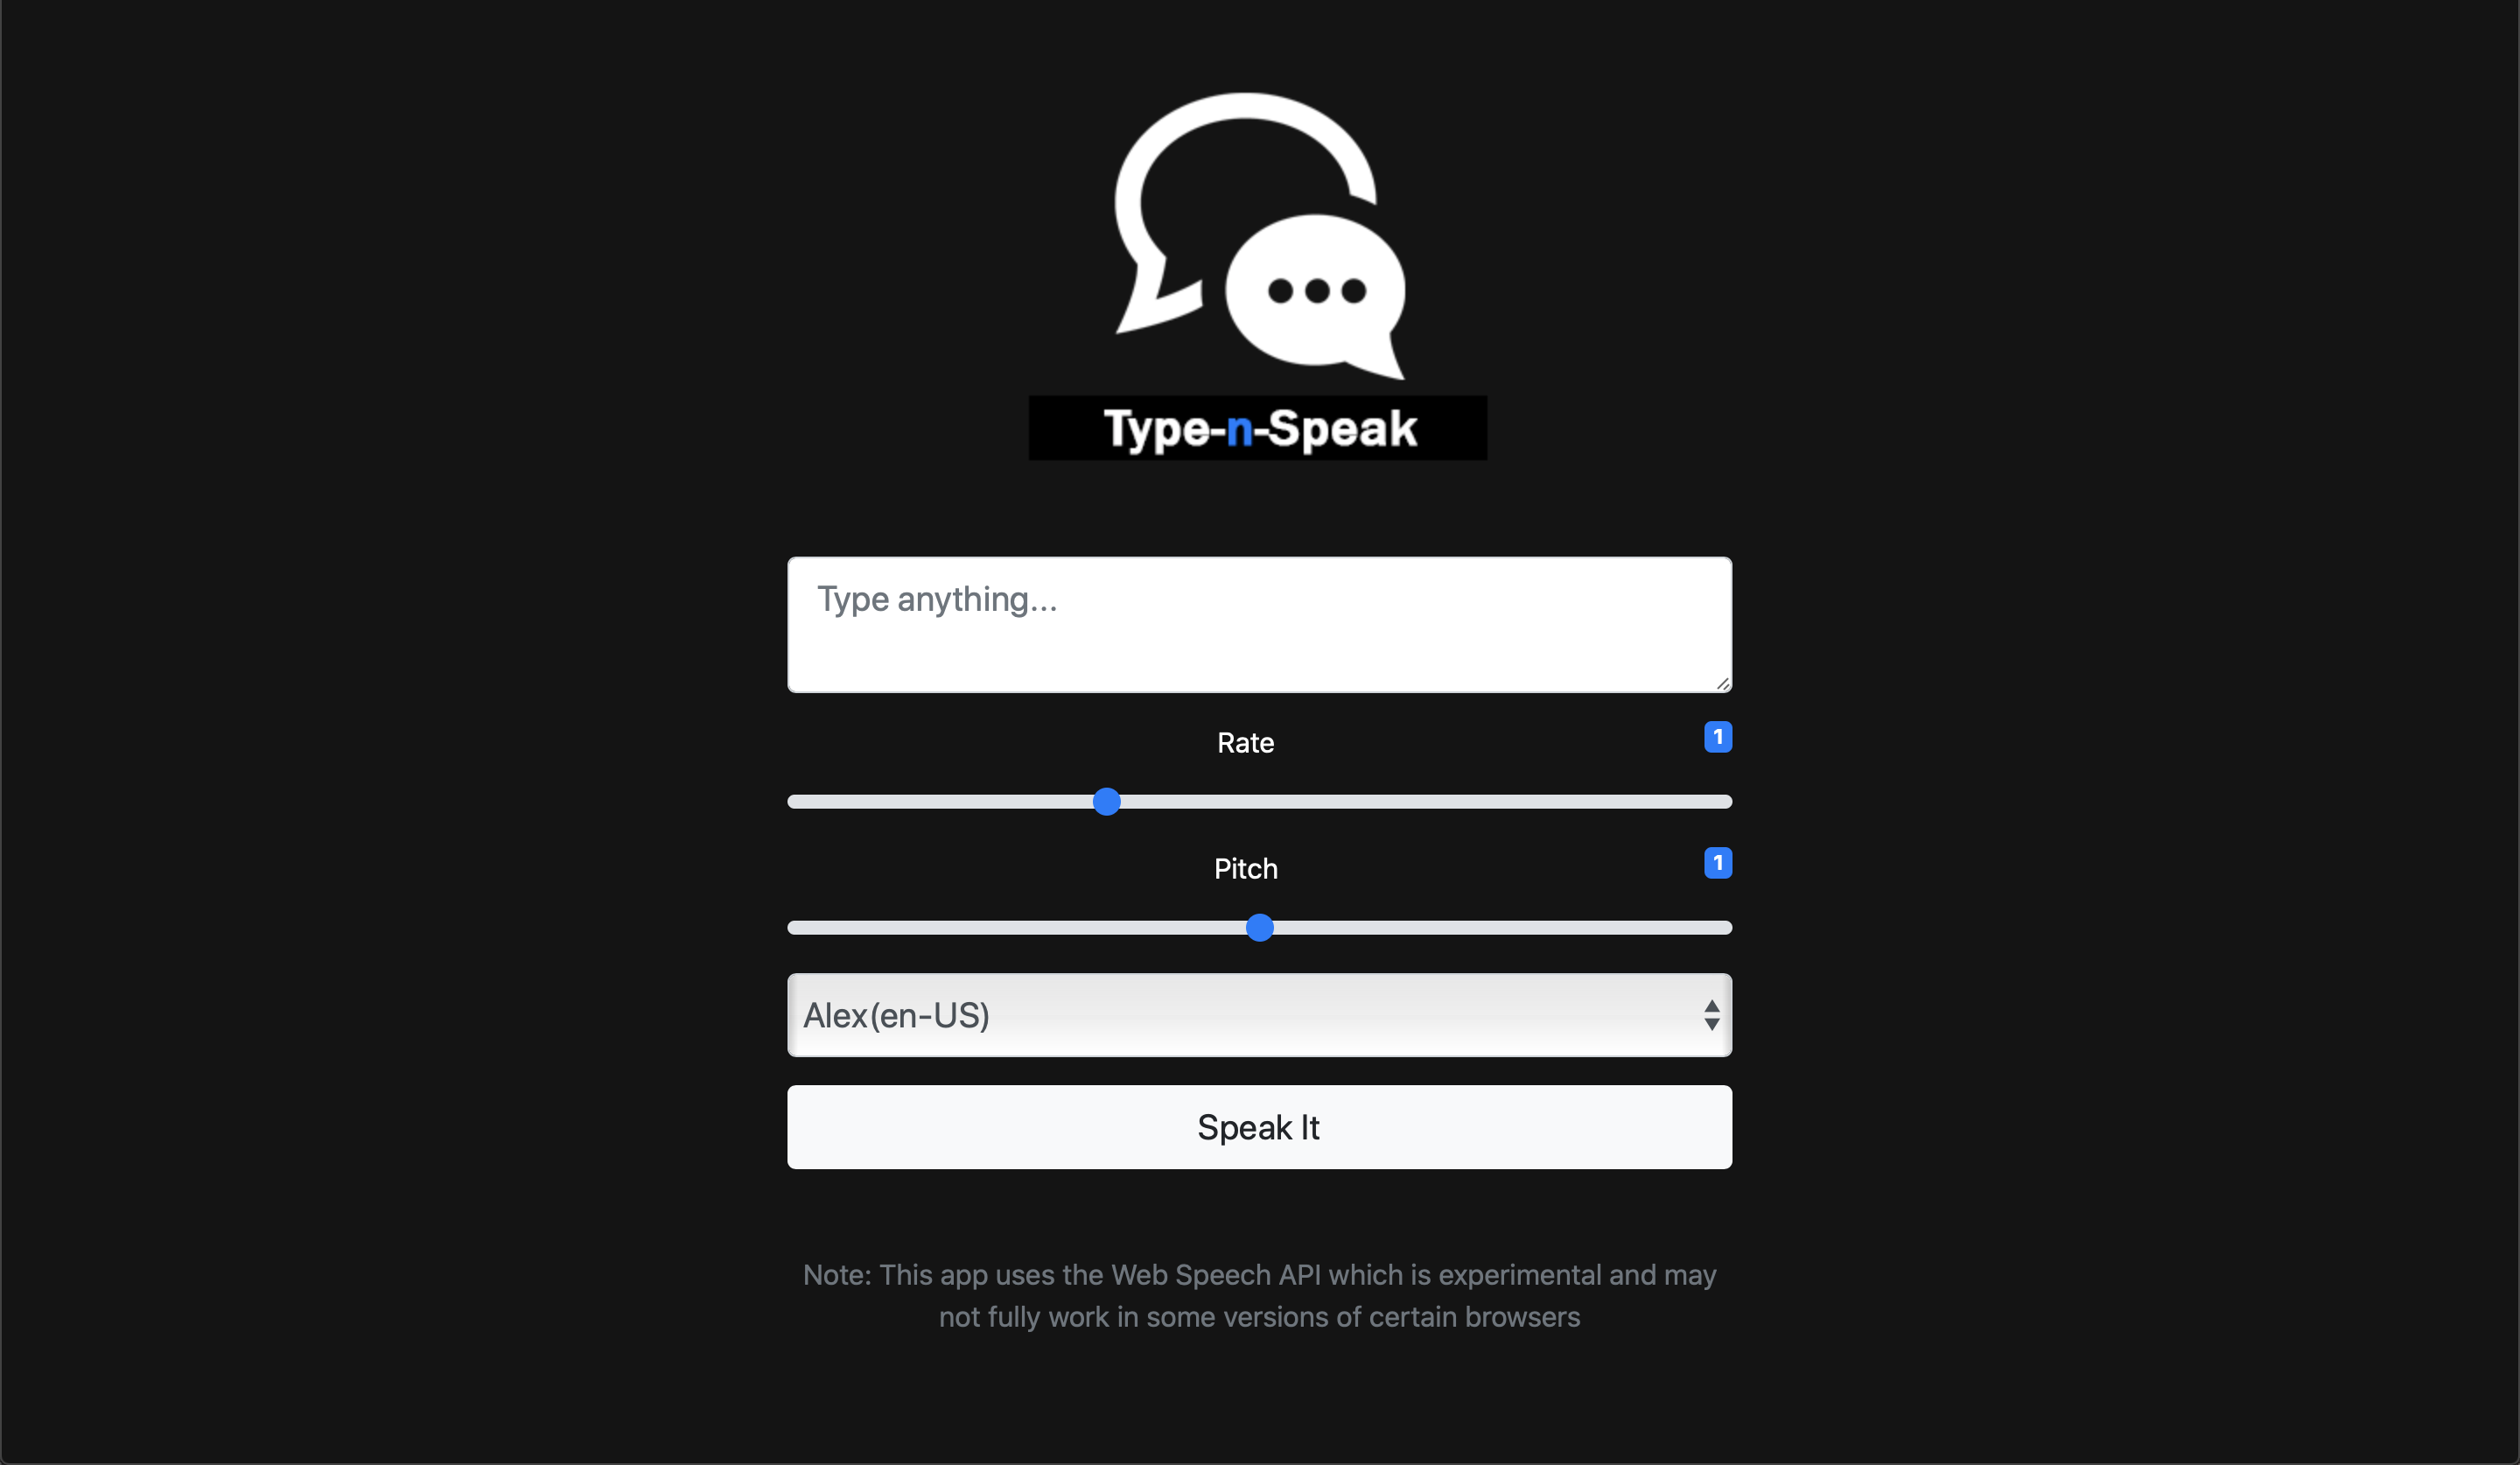 Type-n-Speak
Type anything...
Rate
1
Pitch
1
Alex(en-US)
Speak It
Note: This app uses the Web Speech API which is experimental and may
not fully work in some versions of certain browsers